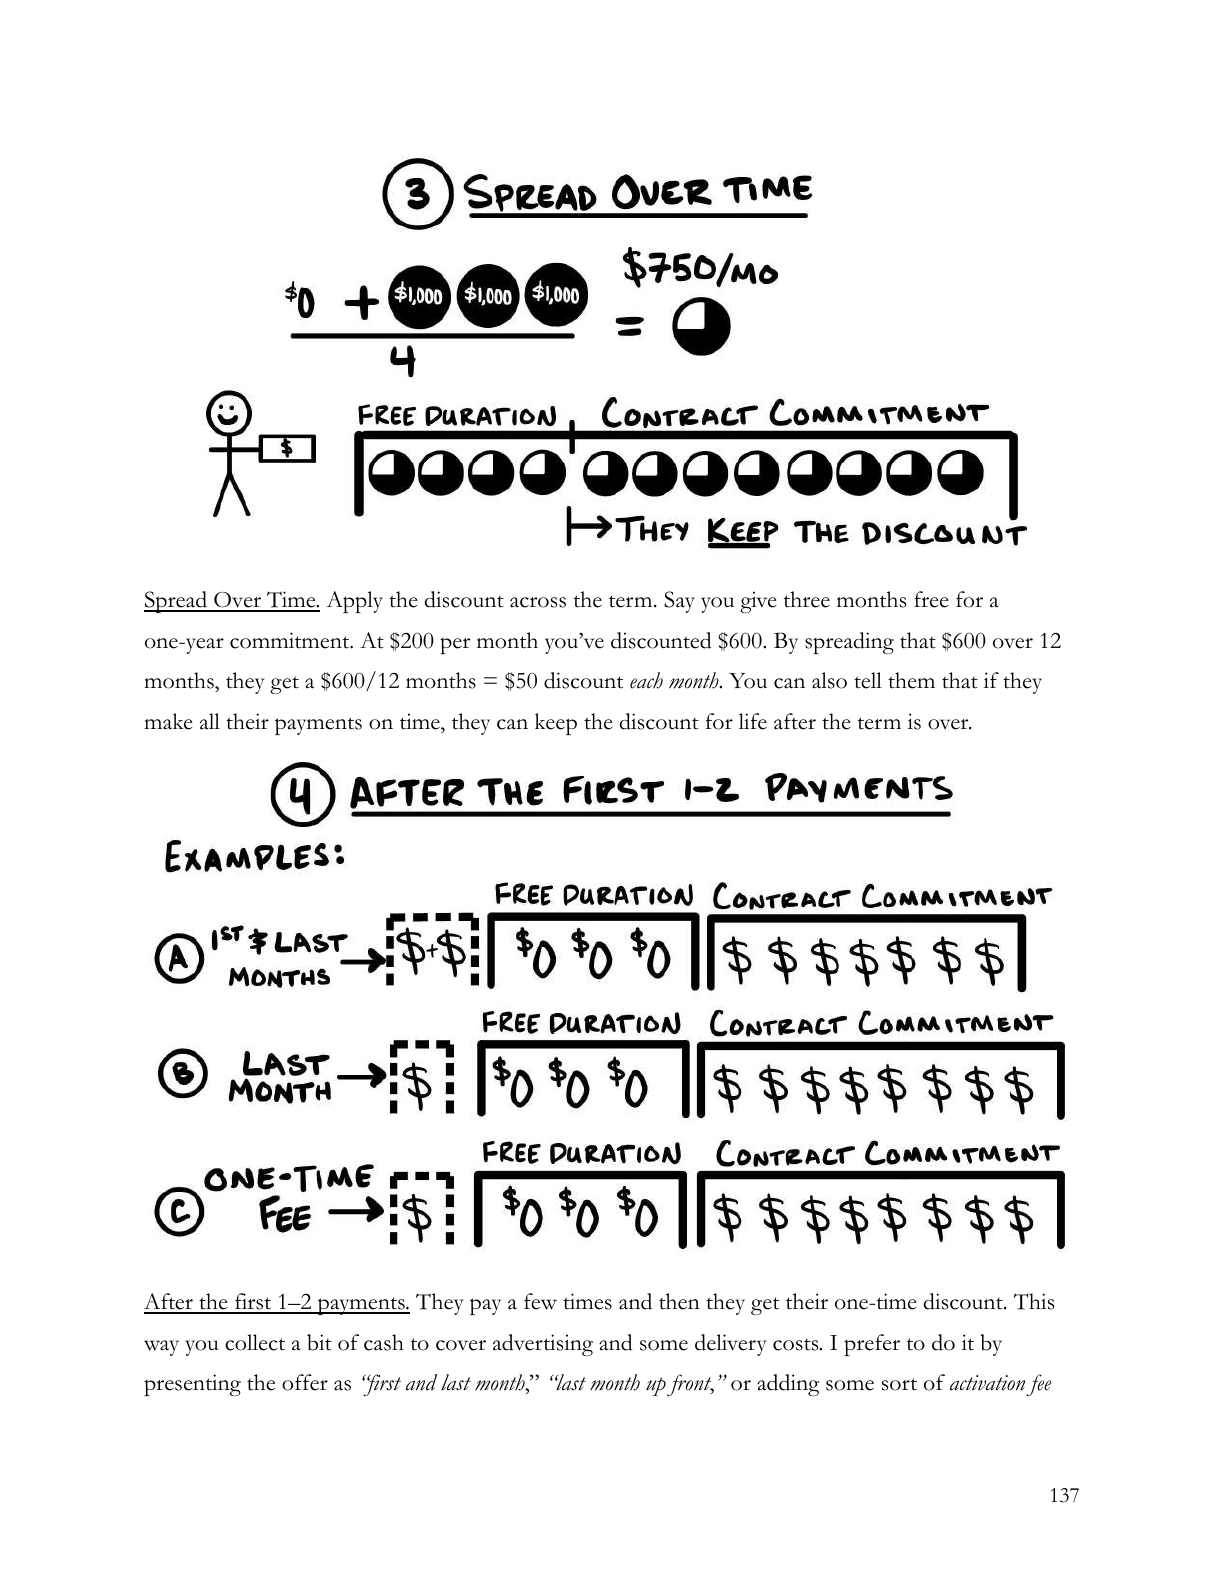 3 SPREAD OVER TIME
$0 + $1,000 $1,000 $1,000
4
= $750/MO
$
FREE DURATION CONTRACT COMMITMENT
THEY KEEP THE DISCOUNT
Spread Over Time. Apply the discount across the term. Say you give three months free for a
one-year commitment. At $200 per month you’ve discounted $600. By spreading that $600 over 12
months, they get a $600/12 months = $50 discount each month. You can also tell them that if they
make all their payments on time, they can keep the discount for life after the term is over.
4 AFTER THE FIRST 1-2 PAYMENTS
EXAMPLES:
FREE DURATION CONTRACT COMMITMENT
A 1ST & LAST MONTHS $+$ $0 $0 $0 $ $ $ $ $ $ $
FREE DURATION CONTRACT COMMITMENT
B LAST MONTH $ $0 $0 $0 $ $ $ $ $ $ $ $
FREE DURATION CONTRACT COMMITMENT
C ONE-TIME FEE $ $0 $0 $0 $ $ $ $ $ $ $ $
After the first 1–2 payments. They pay a few times and then they get their one-time discount. This
way you collect a bit of cash to cover advertising and some delivery costs. I prefer to do it by
presenting the offer as “first and last month,” “last month up front,” or adding some sort of activation fee
137